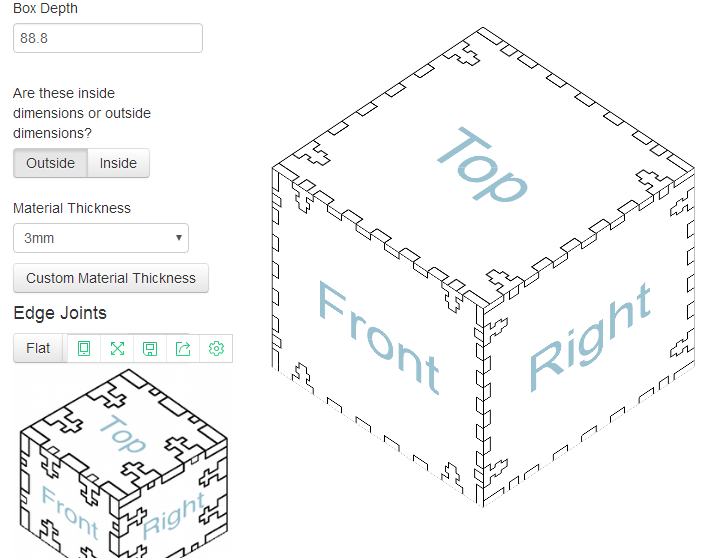 Box Depth
88.8
Are these inside
dimensions or outside
dimensions?
Outside
Inside
Material Thickness
3mm
Custom Material Thickness
Edge Joints
Flat
Top
Front
Right
Top
Front
Right